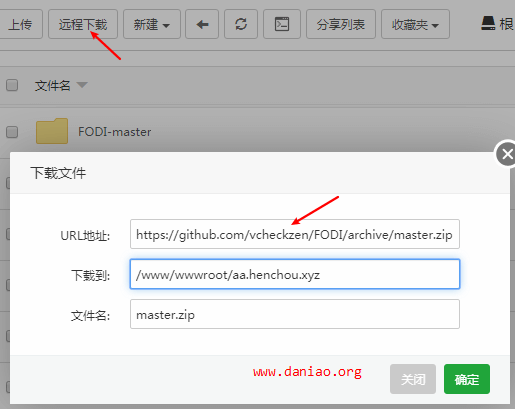 上传 远程下载 新建 分享列表 收藏夹 根
文件名
FODI-master
下载文件
URL地址: https://github.com/vcheckzen/FODI/archive/master.zip
下载到: /www/wwwroot/aa.henchou.xyz
文件名: master.zip
www.daniao.org 关闭 确定